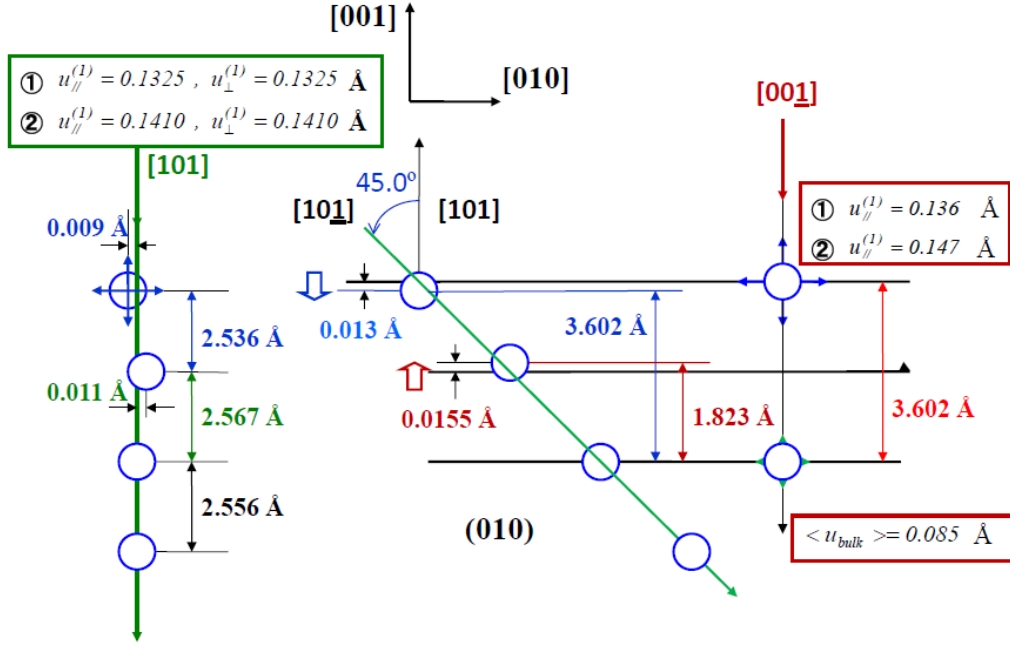 [001]
[010]
① u∥⁽¹⁾ = 0.1325 , u⊥⁽¹⁾ = 0.1325 Å
② u∥⁽¹⁾ = 0.1410 , u⊥⁽¹⁾ = 0.1410 Å
[101]
[001̲]
45.0º
[101̲]
[101]
① u∥⁽¹⁾ = 0.136 Å
② u∥⁽¹⁾ = 0.147 Å
0.009 Å
0.013 Å
2.536 Å
3.602 Å
0.011 Å
2.567 Å
0.0155 Å
1.823 Å
3.602 Å
2.556 Å
(010)
< u_bulk >= 0.085 Å